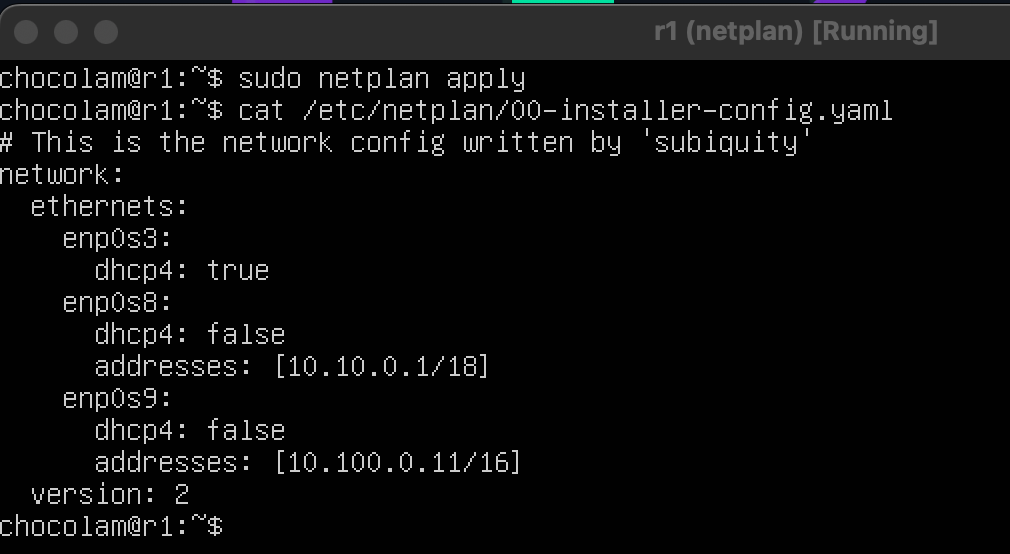 r1 (netplan) [Running]
chocolam@r1:~$ sudo netplan apply
chocolam@r1:~$ cat /etc/netplan/00-installer-config.yaml
# This is the network config written by 'subiquity'
network:
  ethernets:
    enp0s3:
      dhcp4: true
    enp0s8:
      dhcp4: false
      addresses: [10.10.0.1/18]
    enp0s9:
      dhcp4: false
      addresses: [10.100.0.11/16]
  version: 2
chocolam@r1:~$